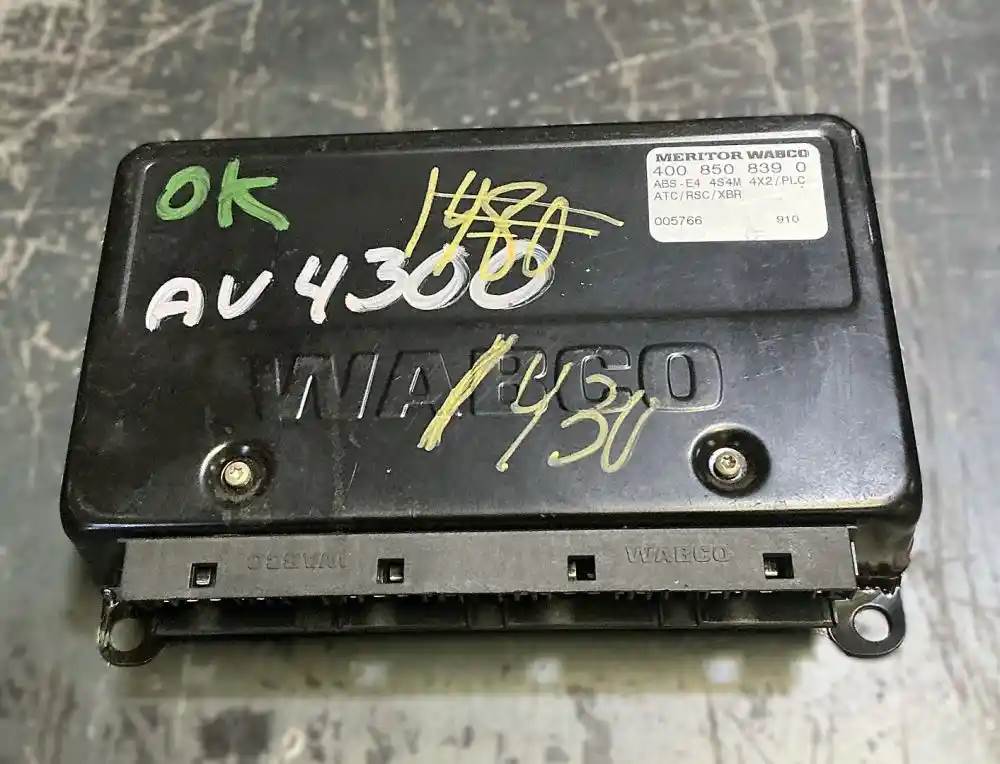 MERITOR WABCO
400 850 839 0
ABS-E4 4S4M 4X2/PLC
ATC/RSC/XBR
005766 910
OK
1480
AV 4300
WABCO
1430
WABCO
WABCO